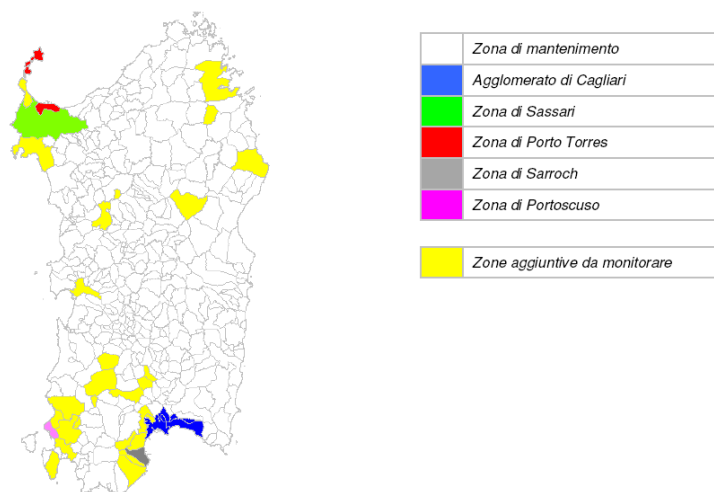 Zona di mantenimento
Agglomerato di Cagliari
Zona di Sassari
Zona di Porto Torres
Zona di Sarroch
Zona di Portoscuso
Zone aggiuntive da monitorare